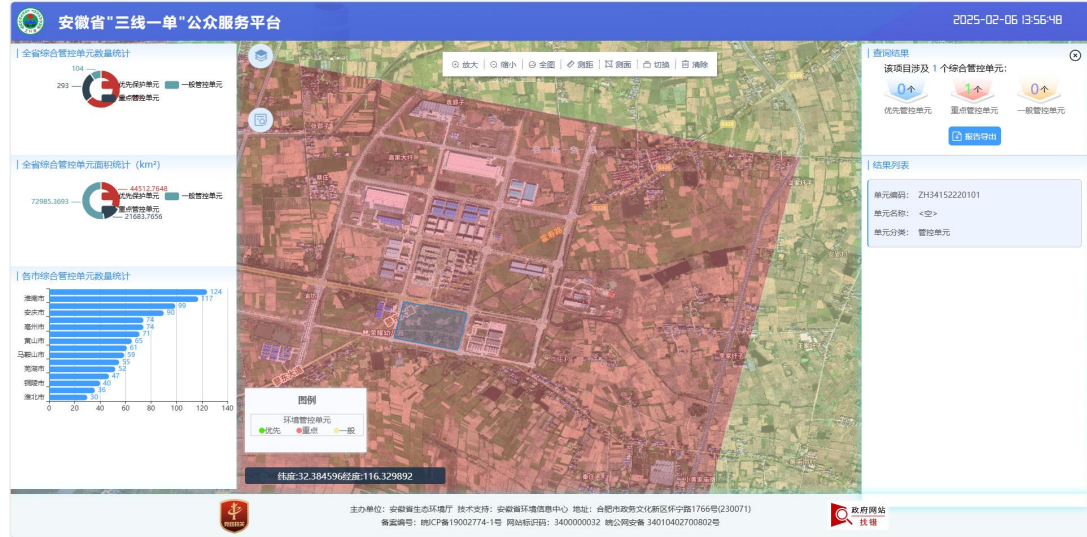 安徽省"三线一单"公众服务平台
2025-02-06 13:56:48
全省综合管控单元数量统计
104
293
优先保护单元
一般管控单元
重点管控单元
全省综合管控单元面积统计（km²）
44512.7648
72985.3693
优先保护单元
一般管控单元
重点管控单元
21683.7656
各市综合管控单元数量统计
124
淮南市
117
99
安庆市
90
74
亳州市
74
71
黄山市
65
61
马鞍山市
59
55
芜湖市
52
47
铜陵市
40
36
淮北市
30
0 20 40 60 80 100 120 140
放大 缩小 全图 测距 测面 切换 清除
高家大圩
图例
环境管控单元
优先 重点 一般
纬度:32.384596经度:116.329892
查询结果
该项目涉及 1 个综合管控单元:
0个 1个 0个
优先管控单元 重点管控单元 一般管控单元
报告导出
结果列表
单元编码: ZH34152220101
单元名称: <空>
单元分类: 管控单元
主办单位：安徽省生态环境厅 技术支持：安徽省环境信息中心 地址：合肥市政务文化新区怀宁路1766号(230071)
备案编号：皖ICP备19002774-1号 网站标识码：3400000032 皖公网安备 34010402700802号
党政机关
政府网站
找错